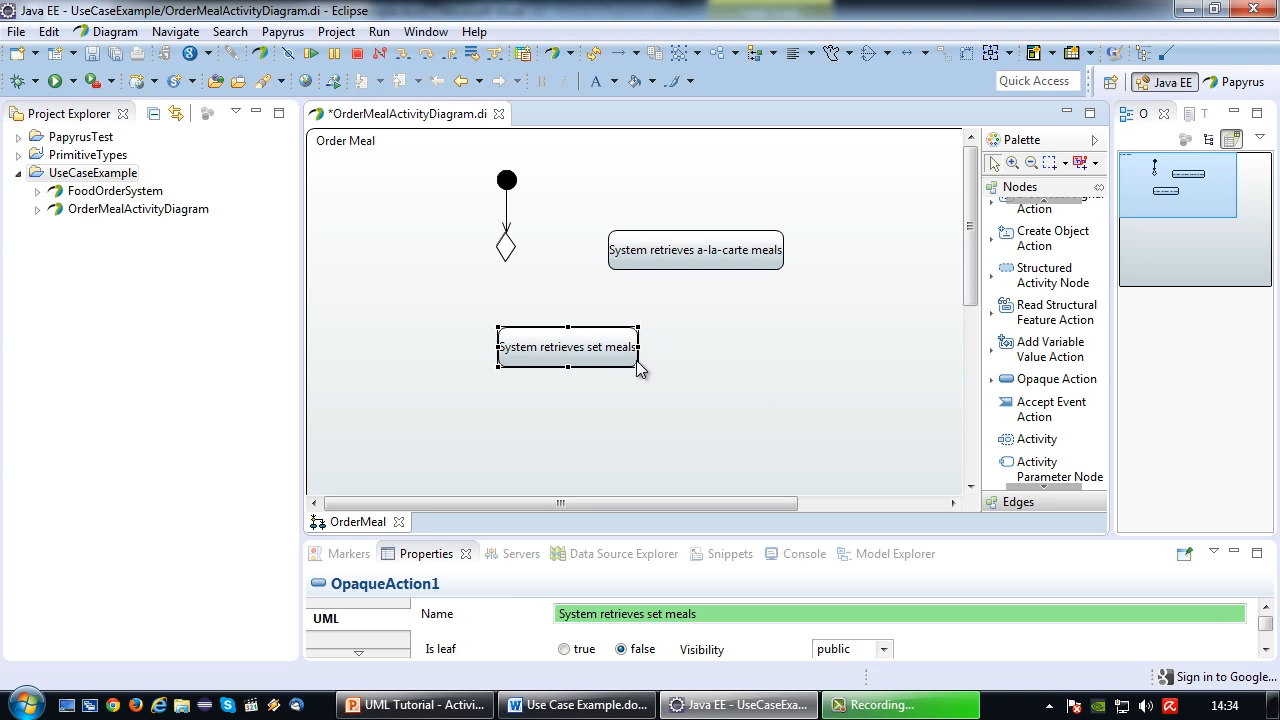 Java EE - UseCaseExample/OrderMealActivityDiagram.di - Eclipse
File Edit Diagram Navigate Search Papyrus Project Run Window Help
Quick Access
Java EE
Papyrus
Project Explorer
PapyrusTest
PrimitiveTypes
UseCaseExample
FoodOrderSystem
OrderMealActivityDiagram
*OrderMealActivityDiagram.di
Order Meal
System retrieves a-la-carte meals
System retrieves set meals
OrderMeal
Palette
Nodes
Action
Create Object
Action
Structured
Activity Node
Read Structural
Feature Action
Add Variable
Value Action
Opaque Action
Accept Event
Action
Activity
Activity
Parameter Node
Edges
O
T
Markers Properties Servers Data Source Explorer Snippets Console Model Explorer
OpaqueAction1
UML
Name System retrieves set meals
Is leaf true false Visibility public
Sign in to Google...
UML Tutorial - Activi...
Use Case Example.do...
Java EE - UseCaseExa...
Recording...
14:34